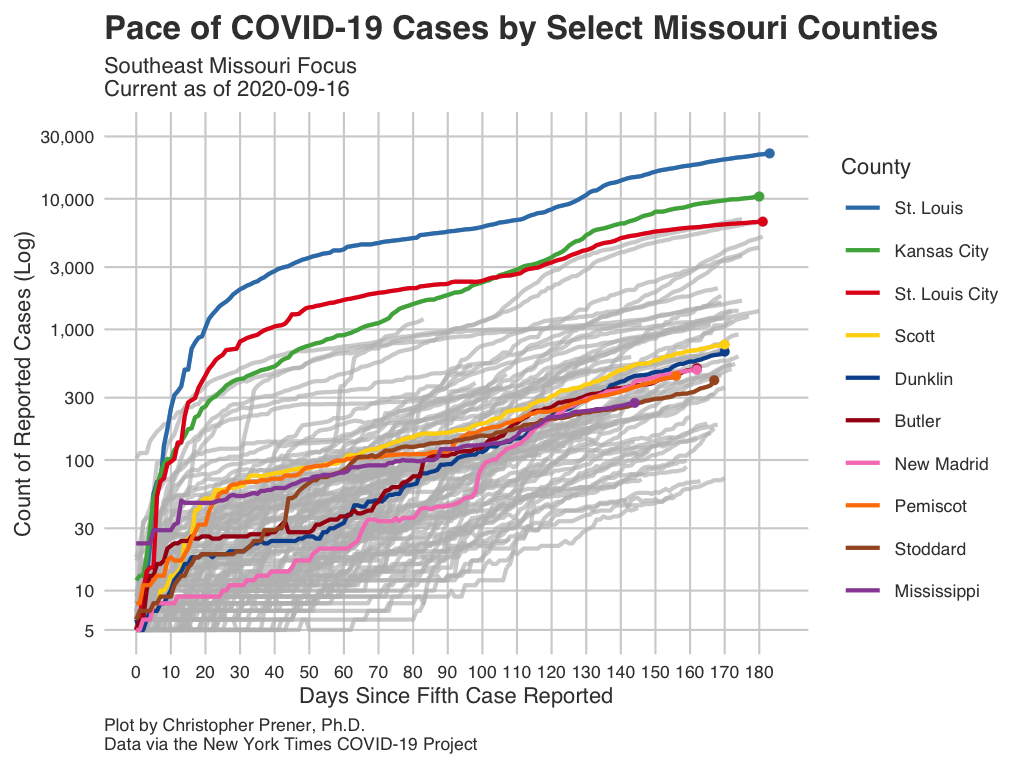 Pace of COVID-19 Cases by Select Missouri Counties
Southeast Missouri Focus
Current as of 2020-09-16
Count of Reported Cases (Log)
30,000
10,000
3,000
1,000
300
100
30
10
5
0 10 20 30 40 50 60 70 80 90 100 110 120 130 140 150 160 170 180
Days Since Fifth Case Reported
County
St. Louis
Kansas City
St. Louis City
Scott
Dunklin
Butler
New Madrid
Pemiscot
Stoddard
Mississippi
Plot by Christopher Prener, Ph.D.
Data via the New York Times COVID-19 Project